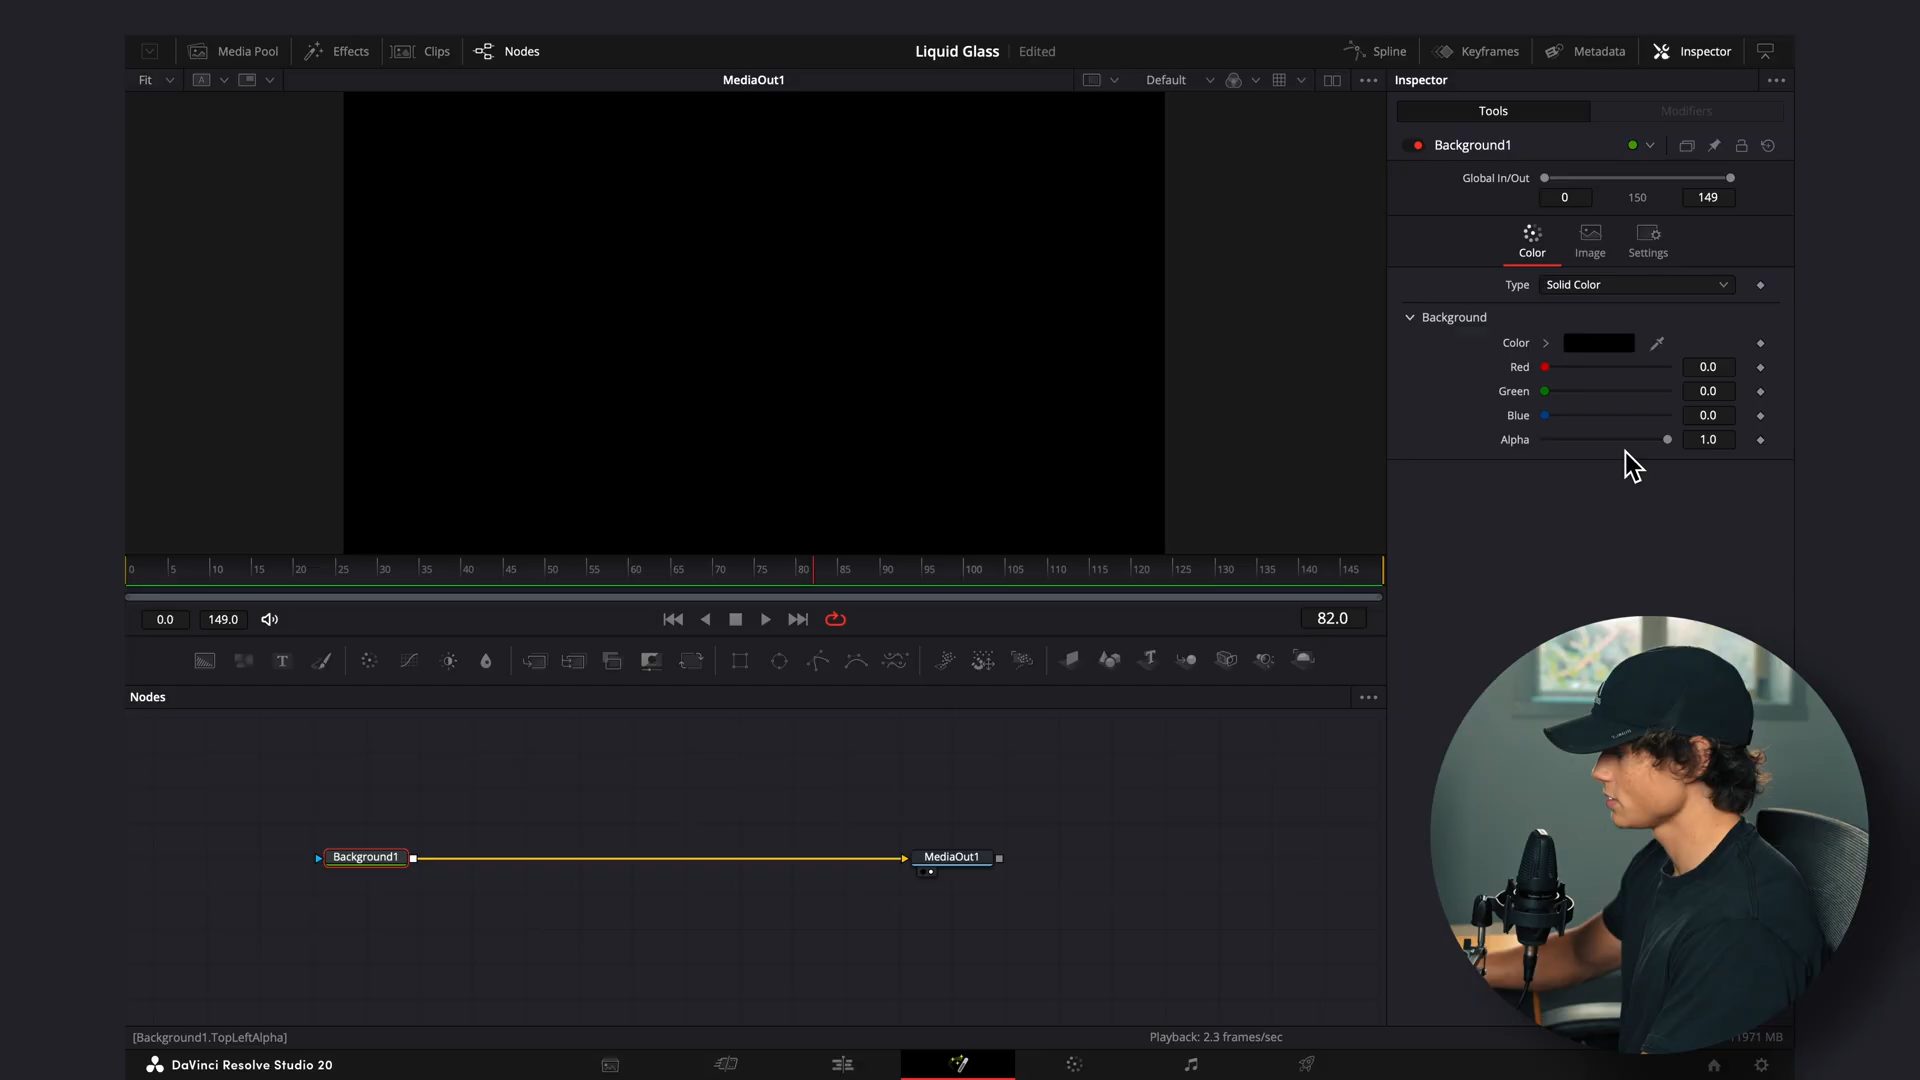 Media Pool
Effects
Clips
Nodes
Liquid Glass
Edited
Spline
Keyframes
Metadata
Inspector
Fit
A
MediaOut1
Default
Inspector
Tools
Modifiers
Background1
Global In/Out
0
150
149
Color
Image
Settings
Type
Solid Color
Background
Color
Red
0.0
Green
0.0
Blue
0.0
Alpha
1.0
0 5 10 15 20 25 30 35 40 45 50 55 60 65 70 75 80 85 90 95 100 105 110 115 120 125 130 135 140 145
0.0
149.0
82.0
T
Nodes
Background1
MediaOut1
[Background1.TopLeftAlpha]
Playback: 2.3 frames/sec
DaVinci Resolve Studio 20